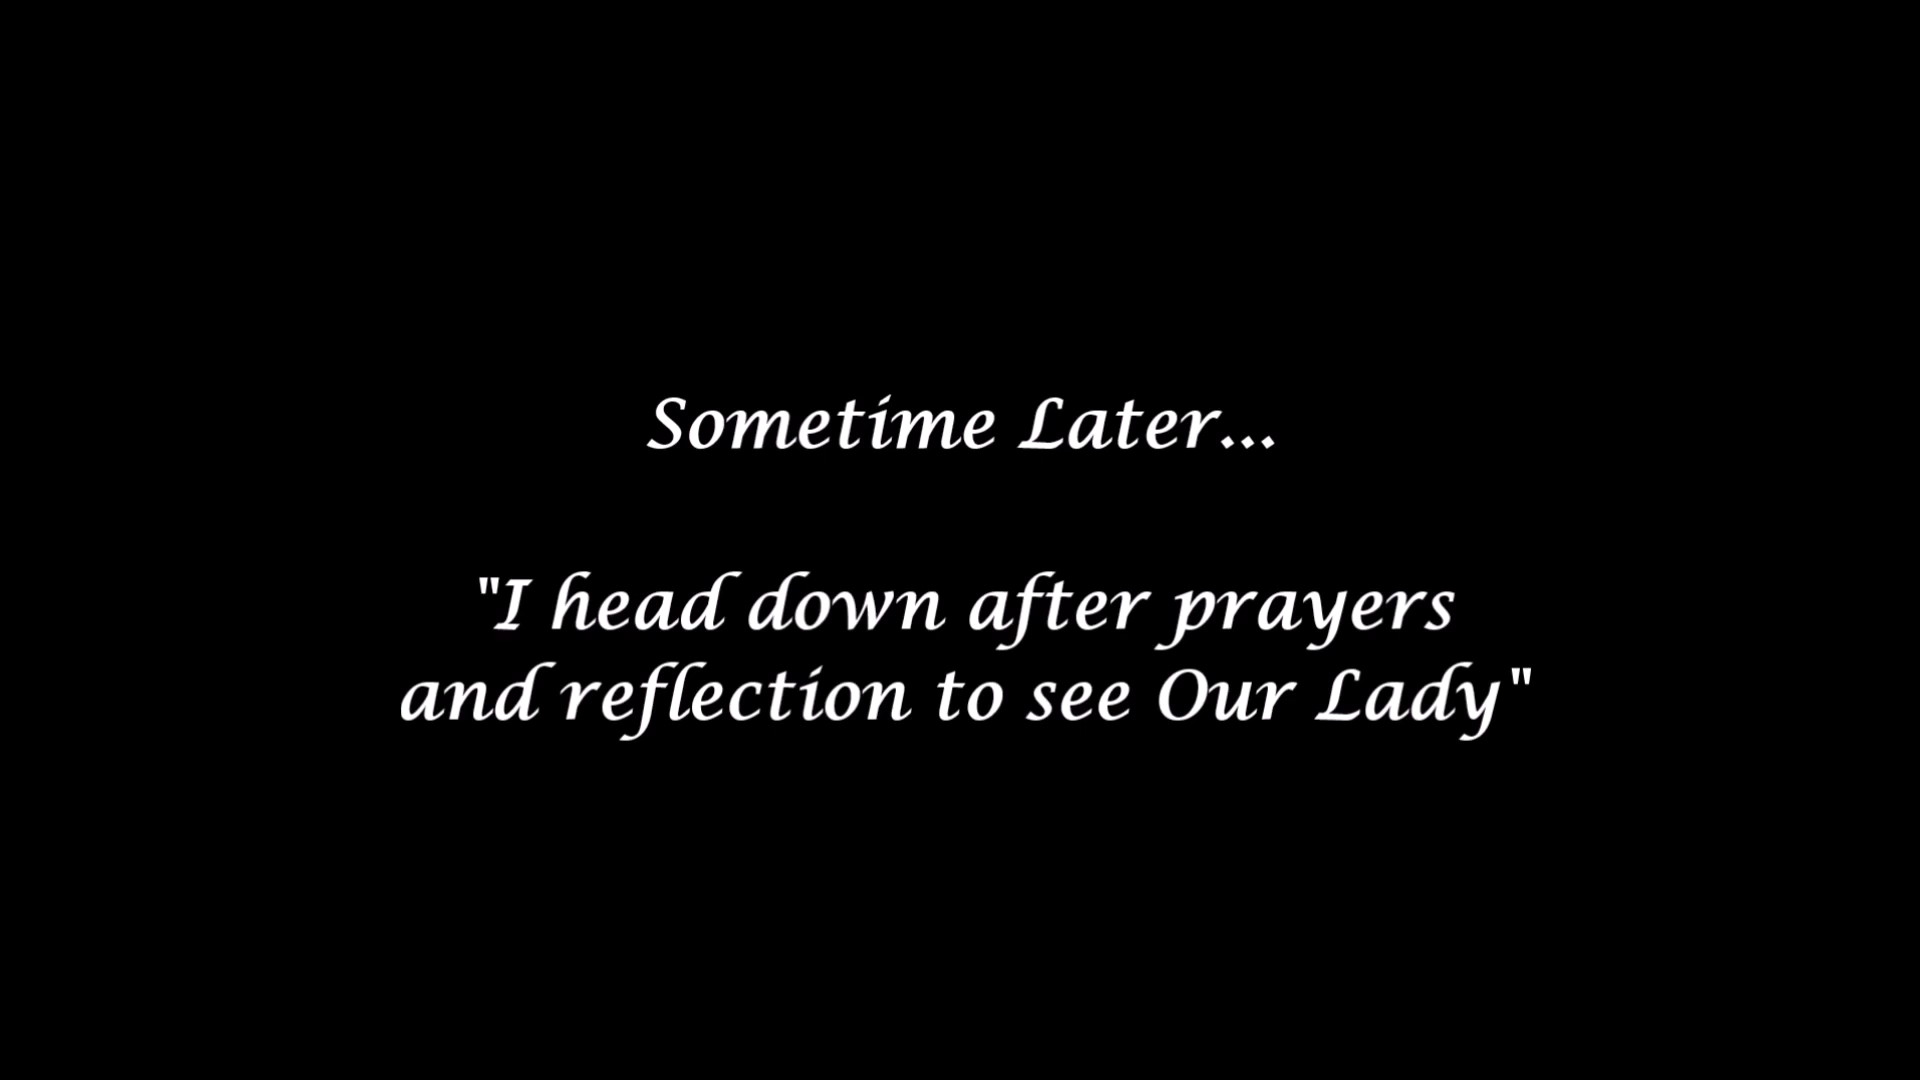 Sometime Later...
"I head down after prayers
and reflection to see Our Lady"